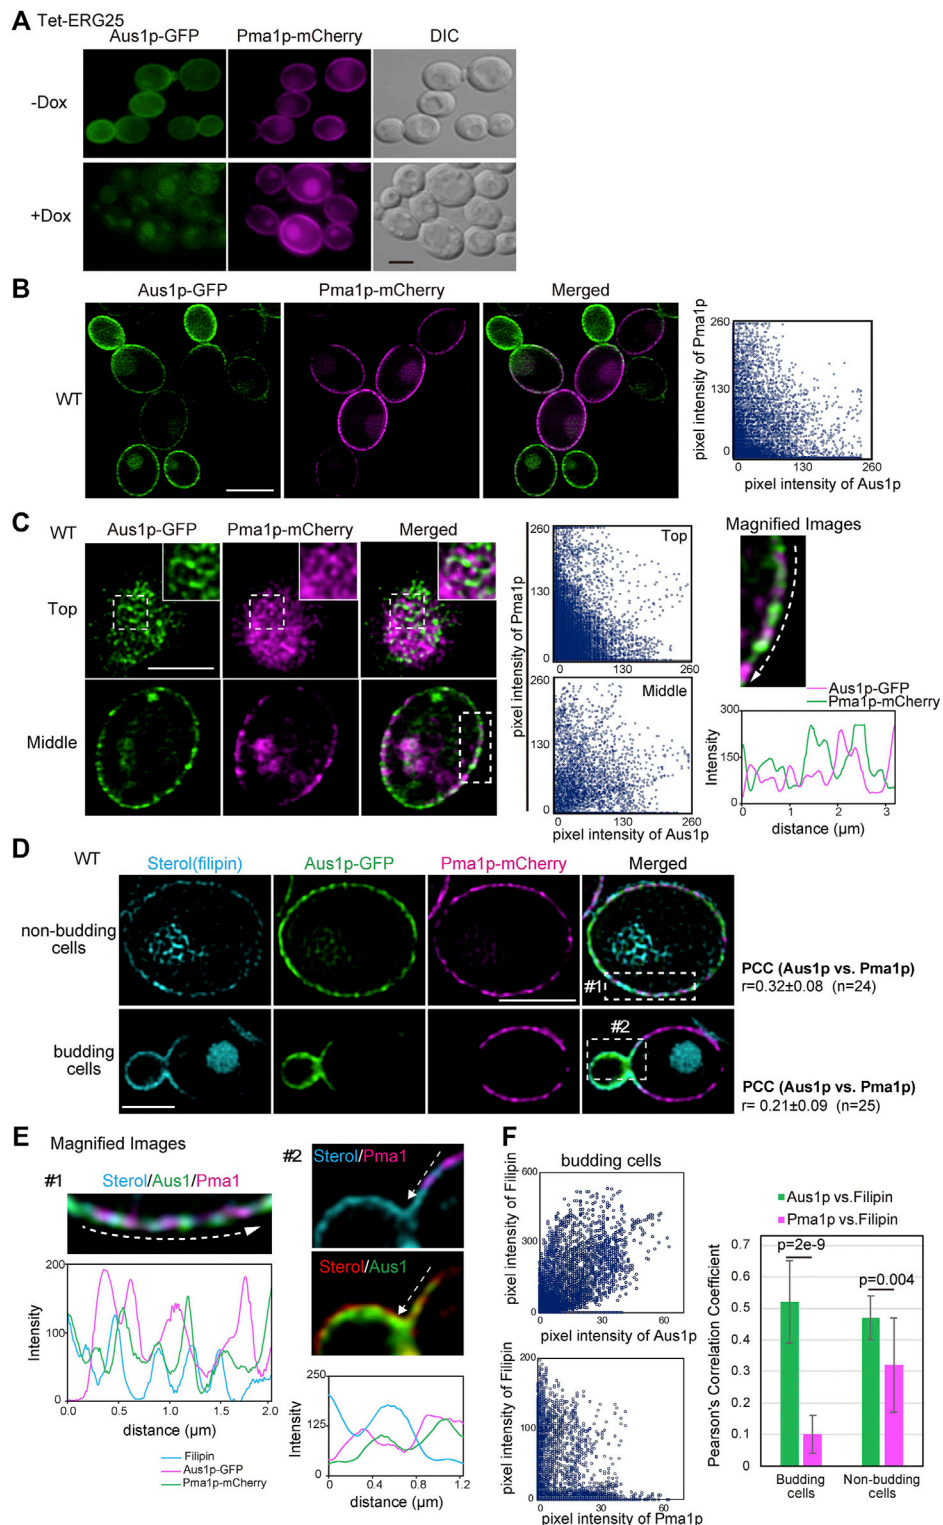 A Tet-ERG25
Aus1p-GFP Pma1p-mCherry DIC
-Dox
+Dox
B
Aus1p-GFP Pma1p-mCherry Merged
WT
pixel intensity of Pma1p
260
130
0
0 130 260
pixel intensity of Aus1p
C WT
Aus1p-GFP Pma1p-mCherry Merged
Top
Middle
pixel intensity of Pma1p
260
130
0
Top
0 130 260
260
130
0
Middle
0 130 260
pixel intensity of Aus1p
Magnified Images
Aus1p-GFP
Pma1p-mCherry
Intensity
300
150
0
0 1 2 3
distance (µm)
D WT
Sterol(filipin) Aus1p-GFP Pma1p-mCherry Merged
non-budding
cells
#1
PCC (Aus1p vs. Pma1p)
r=0.32±0.08 (n=24)
budding
cells
#2
PCC (Aus1p vs. Pma1p)
r= 0.21±0.09 (n=25)
E Magnified Images
#1 Sterol/Aus1/Pma1
Intensity
200
100
0
0.0 0.5 1.0 1.5 2.0
distance (µm)
Filipin
Aus1p-GFP
Pma1p-mCherry
#2
Sterol/Pma1
Sterol/Aus1
Intensity
250
125
0
0 0.4 0.8 1.2
distance (µm)
F
budding cells
pixel intensity of Filipin
600
300
0
0 30 60
pixel intensity of Aus1p
pixel intensity of Filipin
200
100
0
0 30 60
pixel intensity of Pma1p
Aus1p vs.Filipin
Pma1p vs.Filipin
Pearson's Correlation Coefficient
0.7
0.6
0.5
0.4
0.3
0.2
0.1
0
p=2e-9
p=0.004
Budding
cells
Non-budding
cells